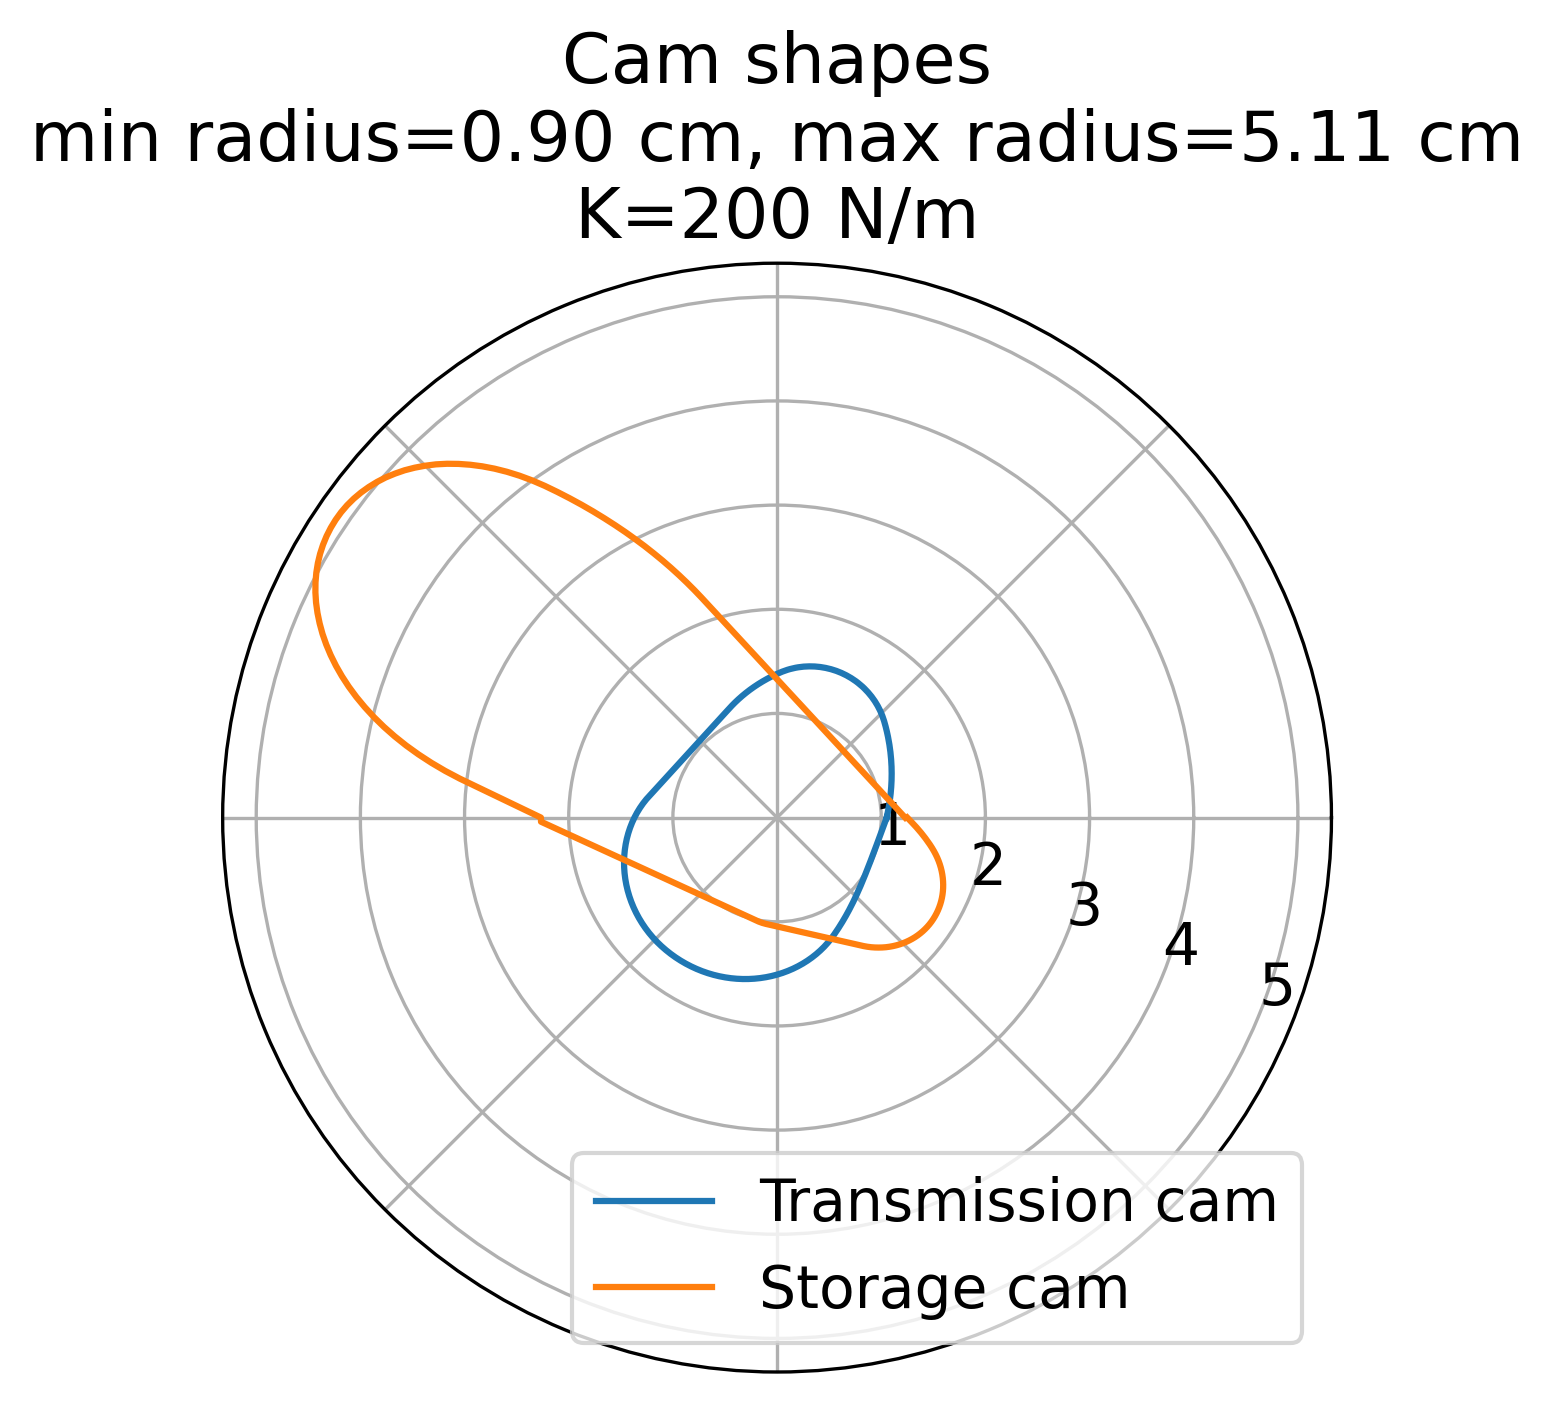 Cam shapes
min radius=0.90 cm, max radius=5.11 cm
K=200 N/m
1
2
3
4
5
Transmission cam
Storage cam